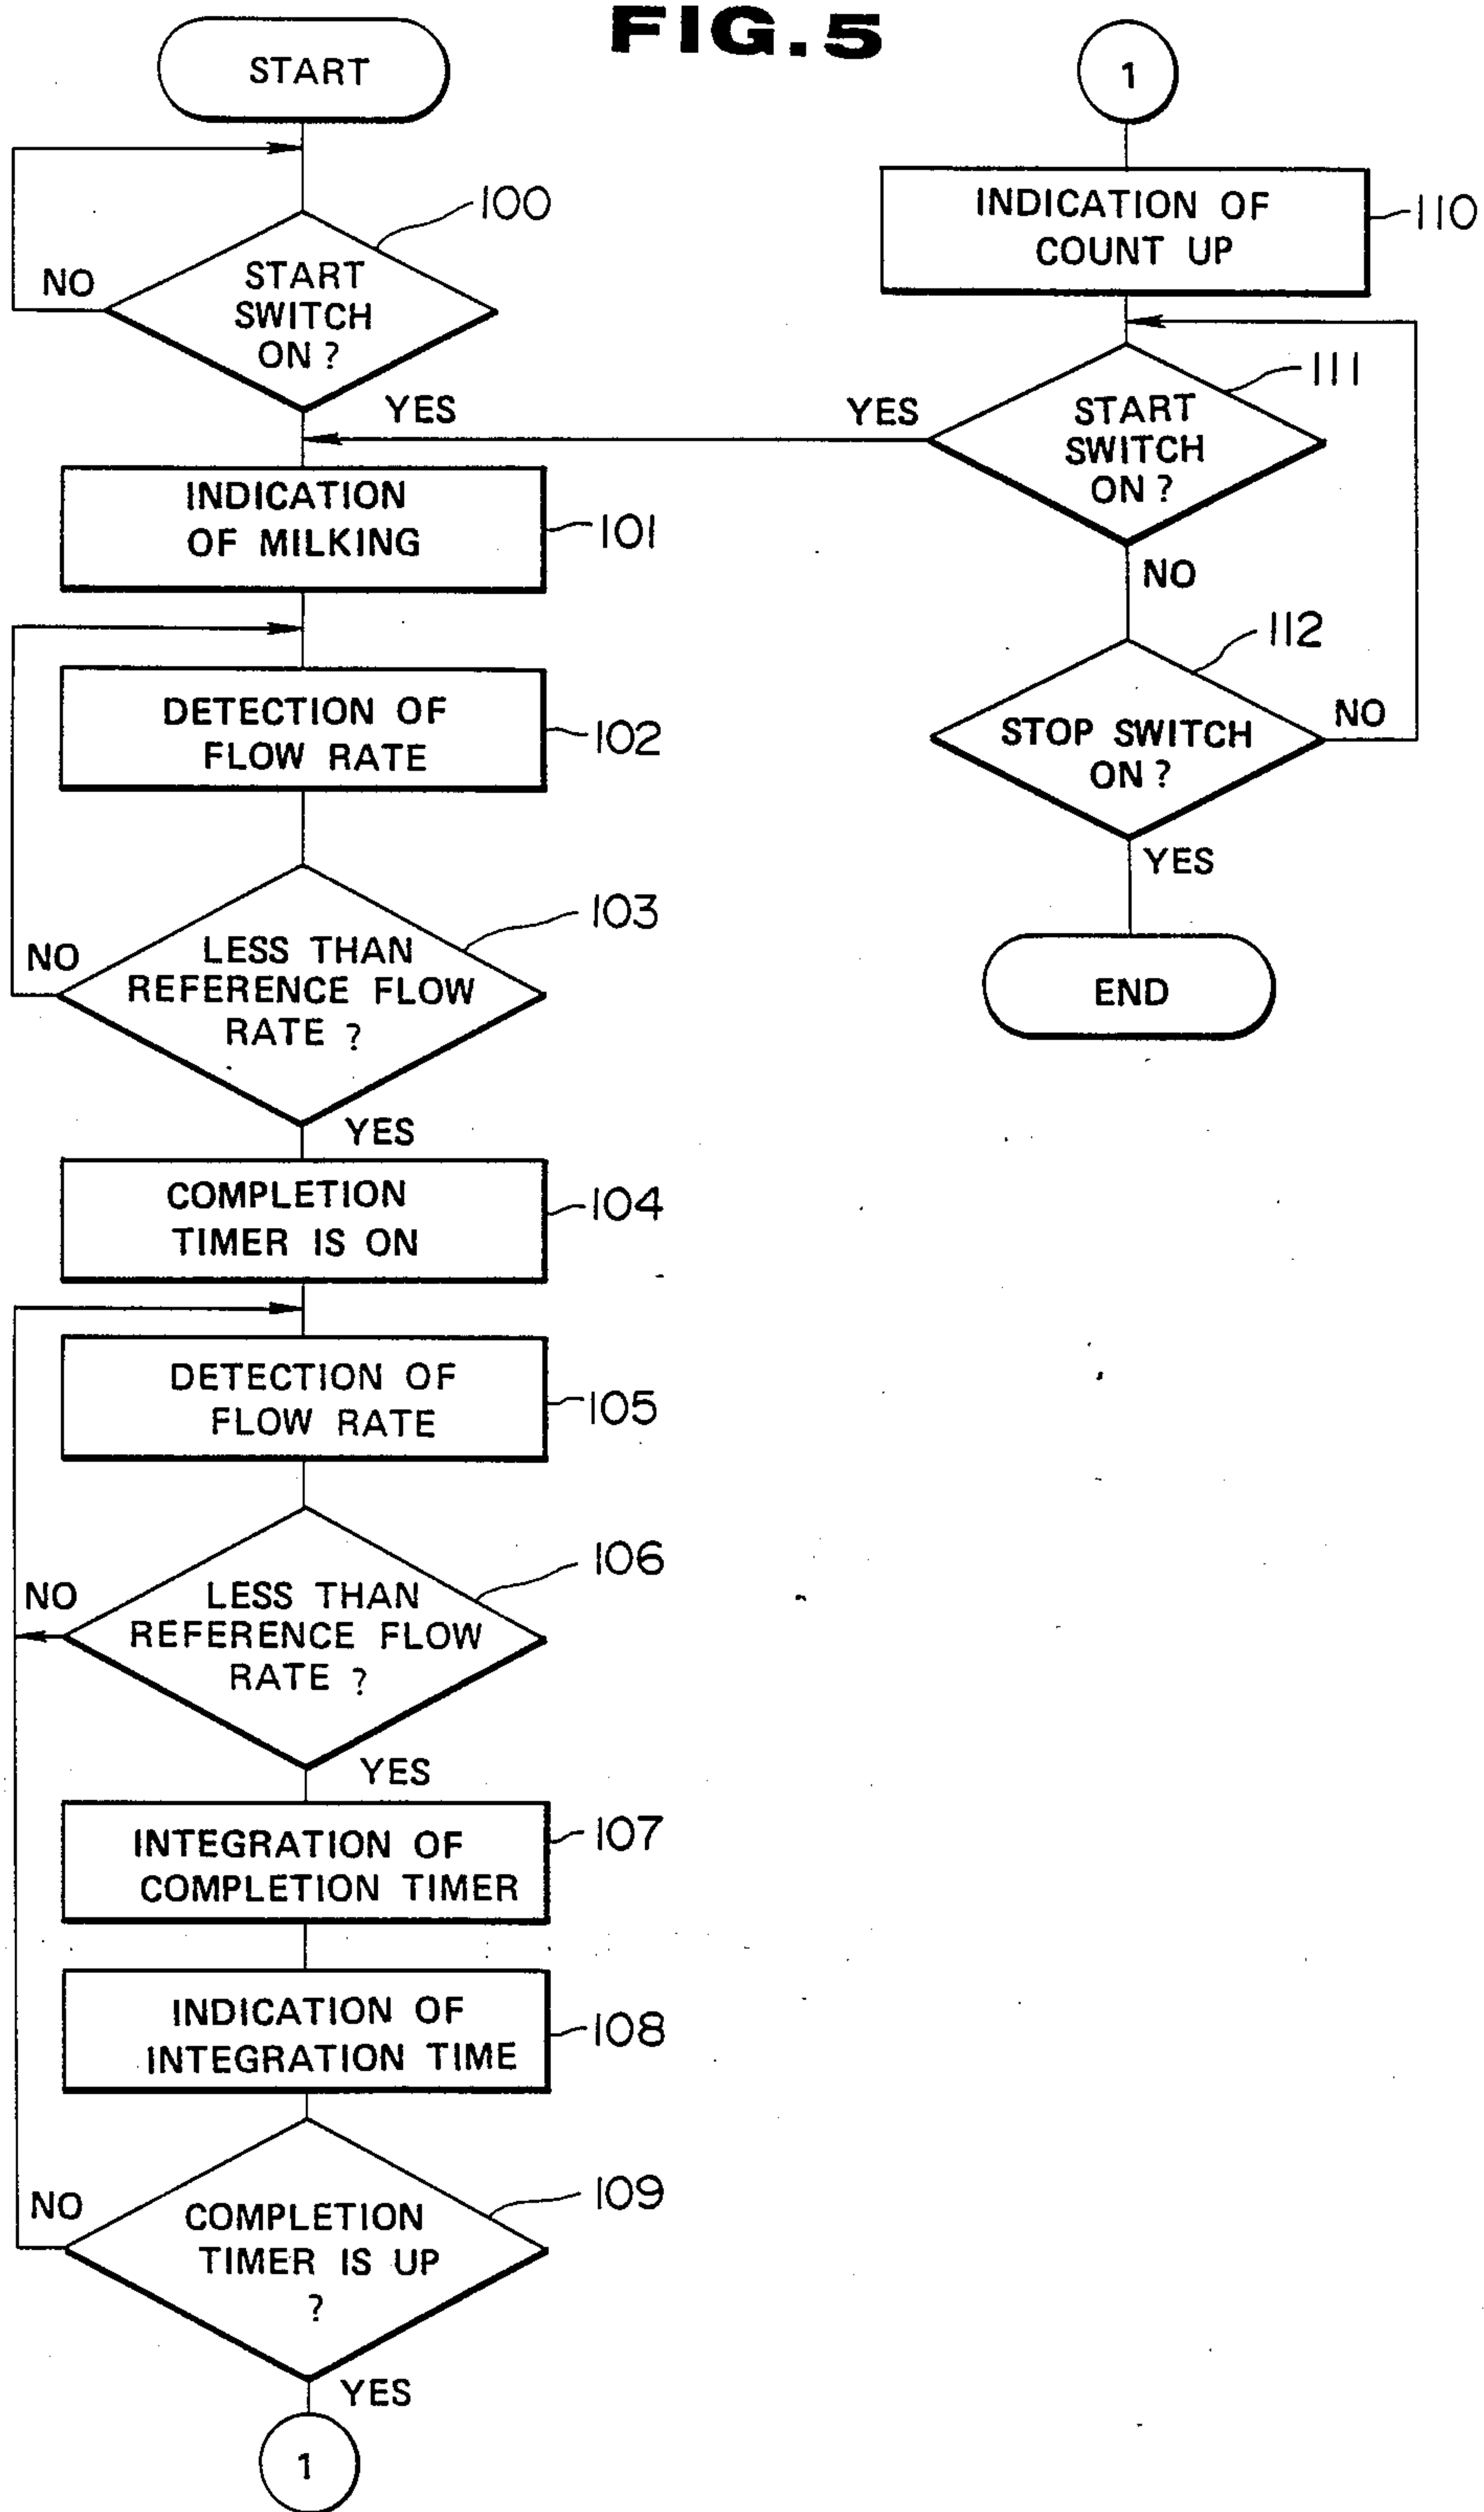 FIG.5
START
100
NO
START
SWITCH
ON?
YES
INDICATION
OF MILKING
101
DETECTION OF
FLOW RATE
102
103
NO
LESS THAN
REFERENCE FLOW
RATE ?
YES
COMPLETION
TIMER IS ON
104
DETECTION OF
FLOW RATE
105
106
NO
LESS THAN
REFERENCE FLOW
RATE ?
YES
INTEGRATION OF
COMPLETION TIMER
107
INDICATION OF
INTEGRATION TIME
108
109
NO
COMPLETION
TIMER IS UP
?
YES
1
1
INDICATION OF
COUNT UP
110
111
YES
START
SWITCH
ON?
NO
112
STOP SWITCH
ON?
NO
YES
END